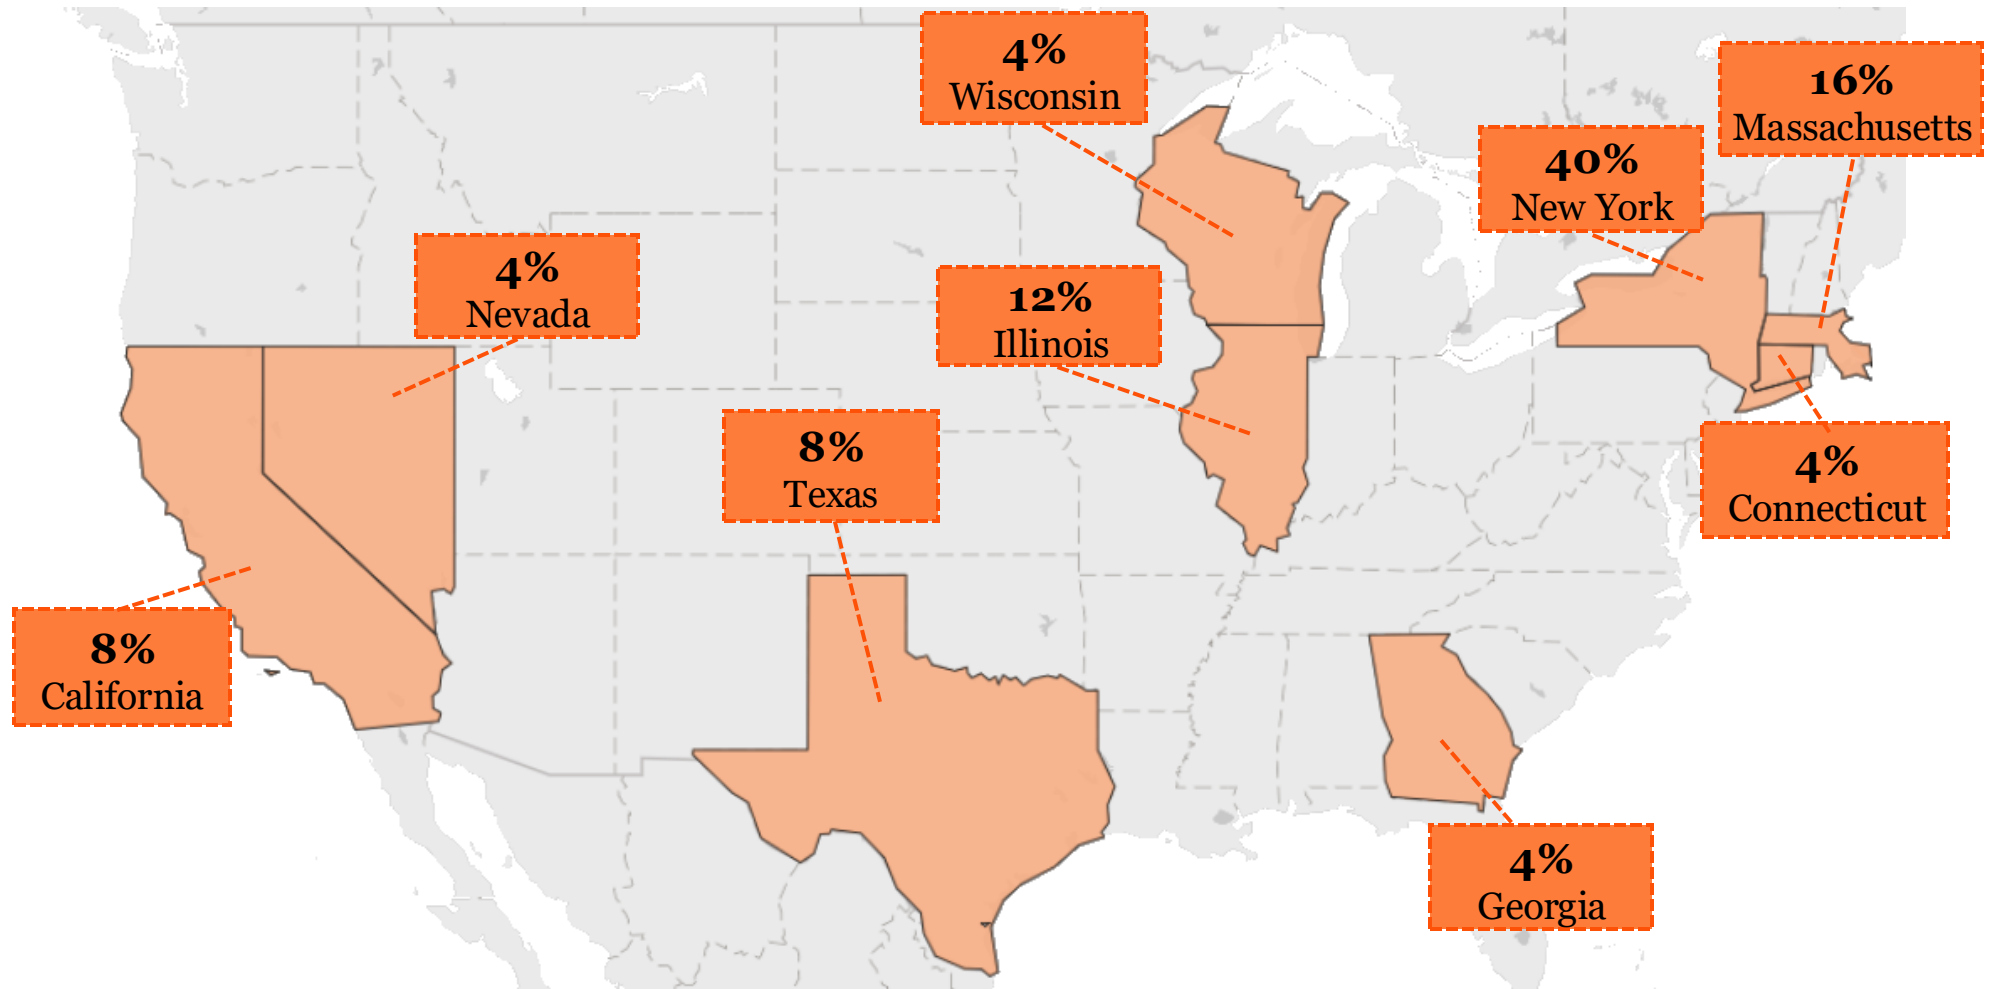 4%
Wisconsin
16%
Massachusetts
40%
New York
4%
Nevada
12%
Illinois
8%
Texas
4%
Connecticut
8%
California
4%
Georgia